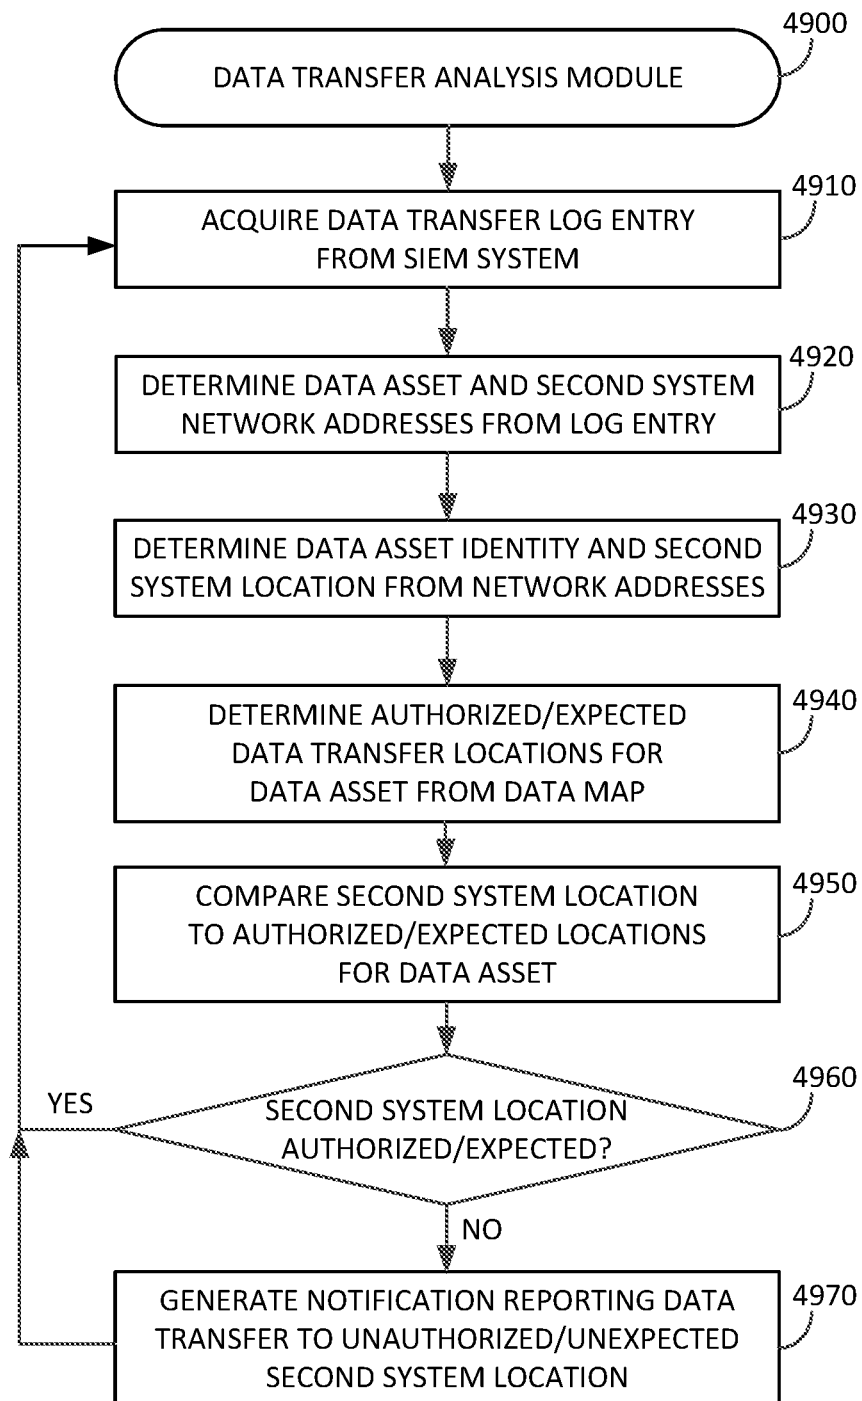 4900
DATA TRANSFER ANALYSIS MODULE
4910
ACQUIRE DATA TRANSFER LOG ENTRY
FROM SIEM SYSTEM
4920
DETERMINE DATA ASSET AND SECOND SYSTEM
NETWORK ADDRESSES FROM LOG ENTRY
4930
DETERMINE DATA ASSET IDENTITY AND SECOND
SYSTEM LOCATION FROM NETWORK ADDRESSES
4940
DETERMINE AUTHORIZED/EXPECTED
DATA TRANSFER LOCATIONS FOR
DATA ASSET FROM DATA MAP
4950
COMPARE SECOND SYSTEM LOCATION
TO AUTHORIZED/EXPECTED LOCATIONS
FOR DATA ASSET
4960
YES
SECOND SYSTEM LOCATION
AUTHORIZED/EXPECTED?
NO
4970
GENERATE NOTIFICATION REPORTING DATA
TRANSFER TO UNAUTHORIZED/UNEXPECTED
SECOND SYSTEM LOCATION